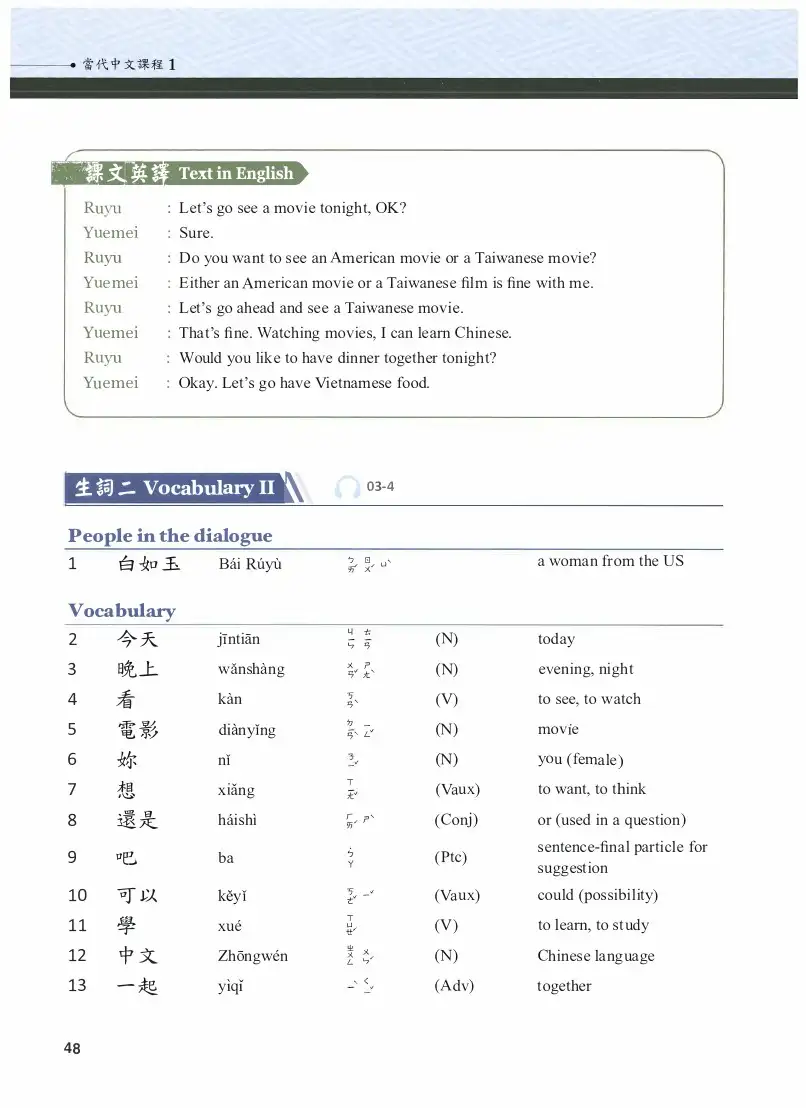 當代中文課程 1
課文英譯 Text in English
Ruyu : Let's go see a movie tonight, OK?
Yuemei : Sure.
Ruyu : Do you want to see an American movie or a Taiwanese movie?
Yuemei : Either an American movie or a Taiwanese film is fine with me.
Ruyu : Let's go ahead and see a Taiwanese movie.
Yuemei : That's fine. Watching movies, I can learn Chinese.
Ruyu : Would you like to have dinner together tonight?
Yuemei : Okay. Let's go have Vietnamese food.
生詞二 Vocabulary II 03-4
People in the dialogue
1 白如玉 Bái Rúyù ㄅㄞˊ ㄖㄨˊ ㄩˋ a woman from the US
Vocabulary
2 今天 jīntiān ㄐㄧㄣ ㄊㄧㄢ (N) today
3 晚上 wǎnshàng ㄨㄢˇ ㄕㄤˋ (N) evening, night
4 看 kàn ㄎㄢˋ (V) to see, to watch
5 電影 diànyǐng ㄉㄧㄢˋ ㄧㄥˇ (N) movie
6 妳 nǐ ㄋㄧˇ (N) you (female)
7 想 xiǎng ㄒㄧㄤˇ (Vaux) to want, to think
8 還是 háishì ㄏㄞˊ ㄕˋ (Conj) or (used in a question)
9 吧 ba ˙ㄅㄚ (Ptc) sentence-final particle for
suggestion
10 可以 kěyǐ ㄎㄜˇ ㄧˇ (Vaux) could (possibility)
11 學 xué ㄒㄩㄝˊ (V) to learn, to study
12 中文 Zhōngwén ㄓㄨㄥ ㄨㄣˊ (N) Chinese language
13 一起 yìqǐ ㄧˋ ㄑㄧˇ (Adv) together
48